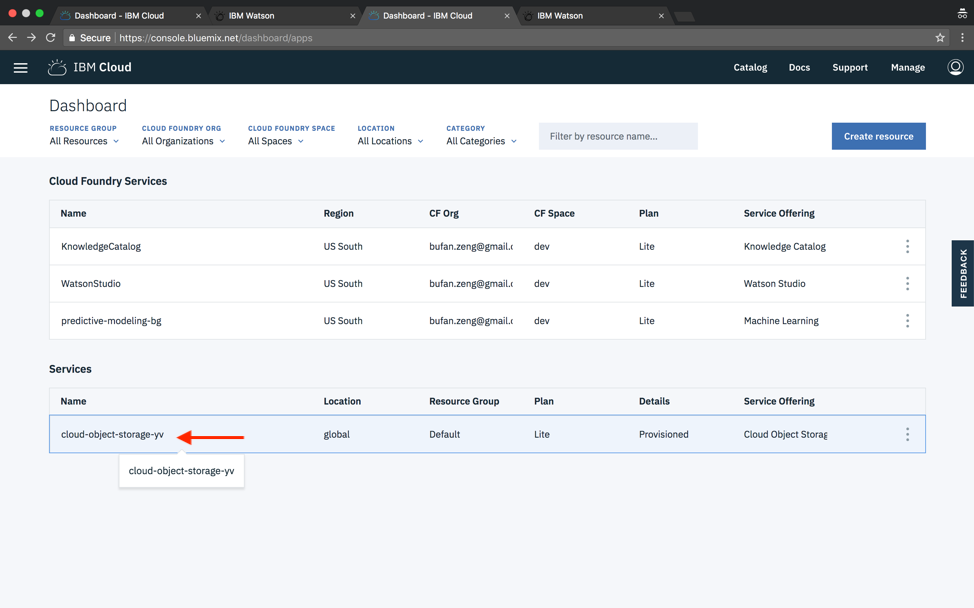 Dashboard - IBM Cloud
IBM Watson
Dashboard - IBM Cloud
IBM Watson
Secure
https://console.bluemix.net/dashboard/apps
IBM Cloud
Catalog
Docs
Support
Manage
Dashboard
RESOURCE GROUP
All Resources
CLOUD FOUNDRY ORG
All Organizations
CLOUD FOUNDRY SPACE
All Spaces
LOCATION
All Locations
CATEGORY
All Categories
Filter by resource name...
Create resource
Cloud Foundry Services
Name Region CF Org CF Space Plan Service Offering
KnowledgeCatalog US South bufan.zeng@gmail.c dev Lite Knowledge Catalog
WatsonStudio US South bufan.zeng@gmail.c dev Lite Watson Studio
predictive-modeling-bg US South bufan.zeng@gmail.c dev Lite Machine Learning
FEEDBACK
Services
Name Location Resource Group Plan Details Service Offering
cloud-object-storage-yv global Default Lite Provisioned Cloud Object Storag
cloud-object-storage-yv